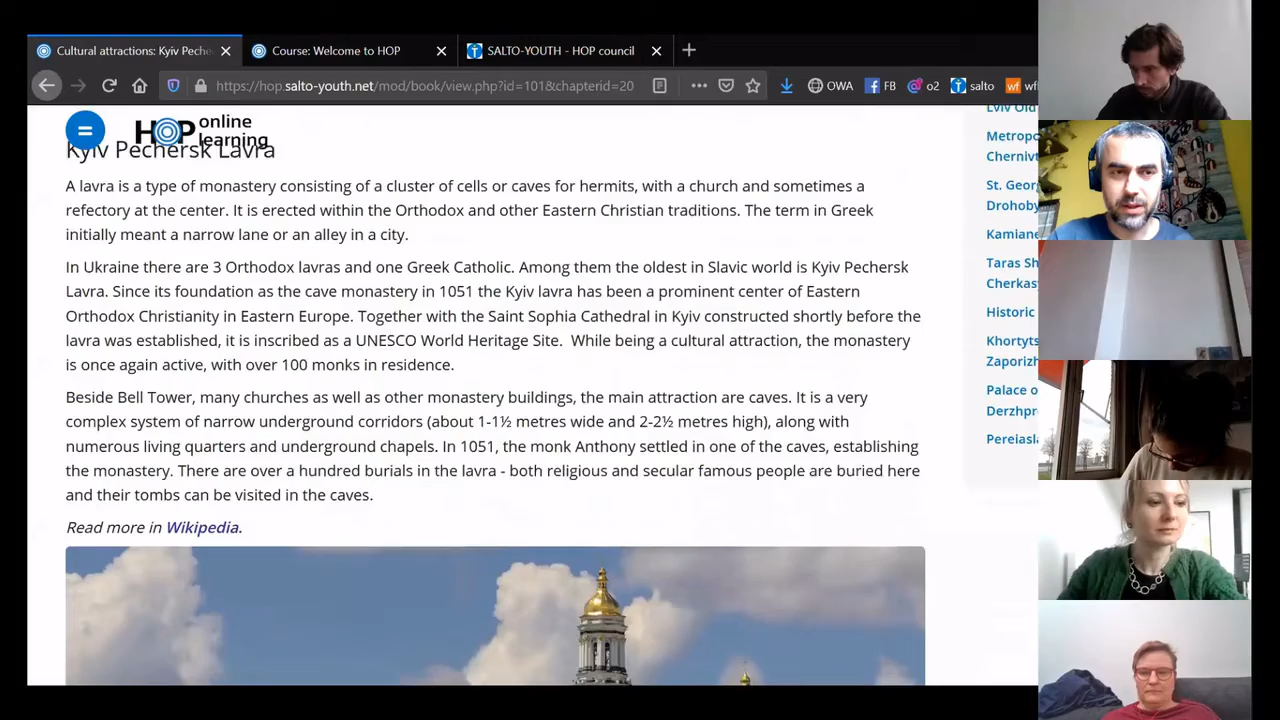 Cultural attractions: Kyiv Peche
Course: Welcome to HOP
SALTO-YOUTH - HOP council
https://hop.salto-youth.net/mod/book/view.php?id=101&chapterid=20
OWA
FB
o2
salto
HOP online
learning
Kyiv Pechersk Lavra
A lavra is a type of monastery consisting of a cluster of cells or caves for hermits, with a church and sometimes a
refectory at the center. It is erected within the Orthodox and other Eastern Christian traditions. The term in Greek
initially meant a narrow lane or an alley in a city.
In Ukraine there are 3 Orthodox lavras and one Greek Catholic. Among them the oldest in Slavic world is Kyiv Pechersk
Lavra. Since its foundation as the cave monastery in 1051 the Kyiv lavra has been a prominent center of Eastern
Orthodox Christianity in Eastern Europe. Together with the Saint Sophia Cathedral in Kyiv constructed shortly before the
lavra was established, it is inscribed as a UNESCO World Heritage Site.  While being a cultural attraction, the monastery
is once again active, with over 100 monks in residence.
Beside Bell Tower, many churches as well as other monastery buildings, the main attraction are caves. It is a very
complex system of narrow underground corridors (about 1-1½ metres wide and 2-2½ metres high), along with
numerous living quarters and underground chapels. In 1051, the monk Anthony settled in one of the caves, establishing
the monastery. There are over a hundred burials in the lavra - both religious and secular famous people are buried here
and their tombs can be visited in the caves.
Read more in Wikipedia.
Lviv Old
Metropo
Chernivt
St. Georg
Drohoby
Kamiane
Taras Sh
Cherkas
Historic
Khortyts
Zaporizh
Palace o
Derzhpr
Pereiasla